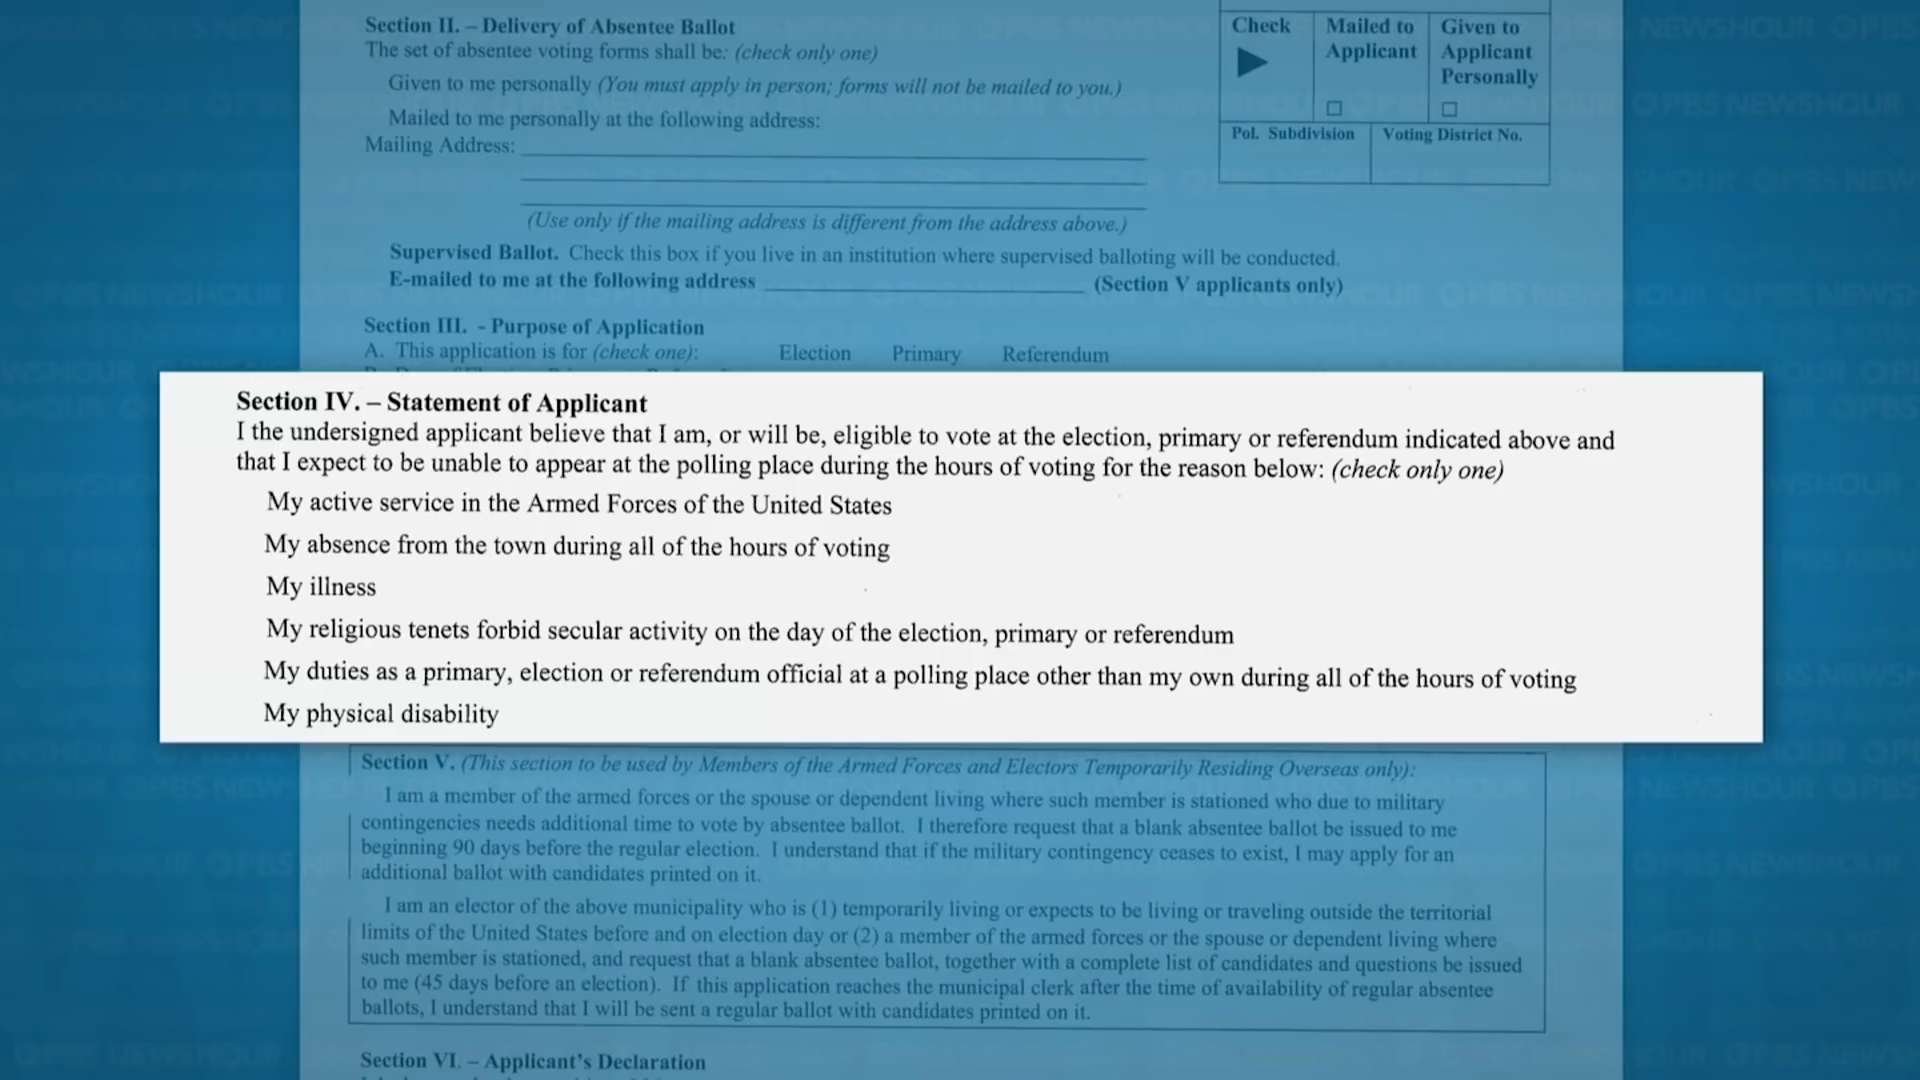 Section II. – Delivery of Absentee Ballot
The set of absentee voting forms shall be: (check only one)
Given to me personally (You must apply in person; forms will not be mailed to you.)
Mailed to me personally at the following address:
Mailing Address:
(Use only if the mailing address is different from the address above.)
Supervised Ballot. Check this box if you live in an institution where supervised balloting will be conducted.
E-mailed to me at the following address (Section V applicants only)
Check
Mailed to
Applicant
Given to
Applicant
Personally
Pol. Subdivision
Voting District No.
Section III. - Purpose of Application
A. This application is for (check one): Election Primary Referendum
Section IV. – Statement of Applicant
I the undersigned applicant believe that I am, or will be, eligible to vote at the election, primary or referendum indicated above and
that I expect to be unable to appear at the polling place during the hours of voting for the reason below: (check only one)
My active service in the Armed Forces of the United States
My absence from the town during all of the hours of voting
My illness
My religious tenets forbid secular activity on the day of the election, primary or referendum
My duties as a primary, election or referendum official at a polling place other than my own during all of the hours of voting
My physical disability
Section V. (This section to be used by Members of the Armed Forces and Electors Temporarily Residing Overseas only):
I am a member of the armed forces or the spouse or dependent living where such member is stationed who due to military
contingencies needs additional time to vote by absentee ballot. I therefore request that a blank absentee ballot be issued to me
beginning 90 days before the regular election. I understand that if the military contingency ceases to exist, I may apply for an
additional ballot with candidates printed on it.
I am an elector of the above municipality who is (1) temporarily living or expects to be living or traveling outside the territorial
limits of the United States before and on election day or (2) a member of the armed forces or the spouse or dependent living where
such member is stationed, and request that a blank absentee ballot, together with a complete list of candidates and questions be issued
to me (45 days before an election). If this application reaches the municipal clerk after the time of availability of regular absentee
ballots, I understand that I will be sent a regular ballot with candidates printed on it.
Section VI. – Applicant's Declaration
PBS NEWSHOUR